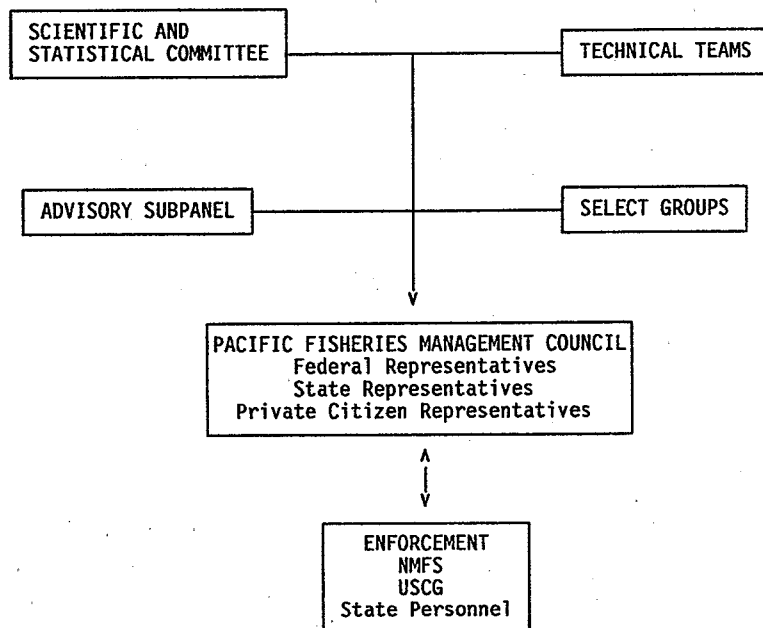 SCIENTIFIC AND
STATISTICAL COMMITTEE
TECHNICAL TEAMS
ADVISORY SUBPANEL
SELECT GROUPS
PACIFIC FISHERIES MANAGEMENT COUNCIL
Federal Representatives
State Representatives
Private Citizen Representatives
ENFORCEMENT
NMFS
USCG
State Personnel